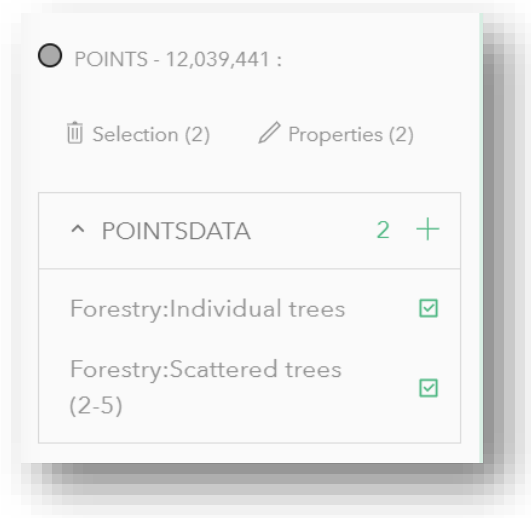 POINTS - 12,039,441 :
Selection (2) Properties (2)
POINTSDATA 2
Forestry:Individual trees
Forestry:Scattered trees
(2-5)